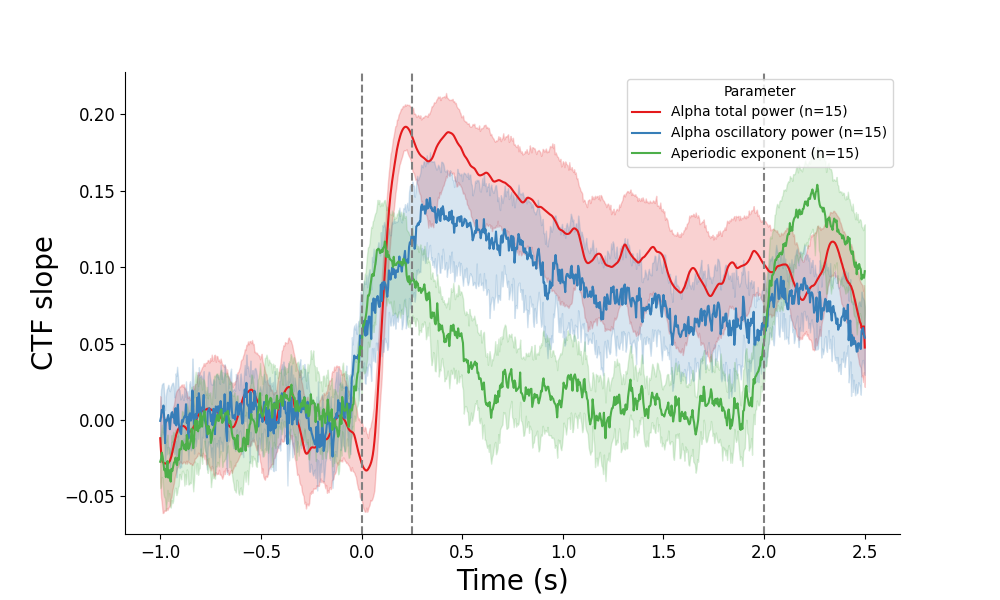 Parameter
Alpha total power (n=15)
Alpha oscillatory power (n=15)
Aperiodic exponent (n=15)
CTF slope
0.20
0.15
0.10
0.05
0.00
−0.05
−1.0 −0.5 0.0 0.5 1.0 1.5 2.0 2.5
Time (s)